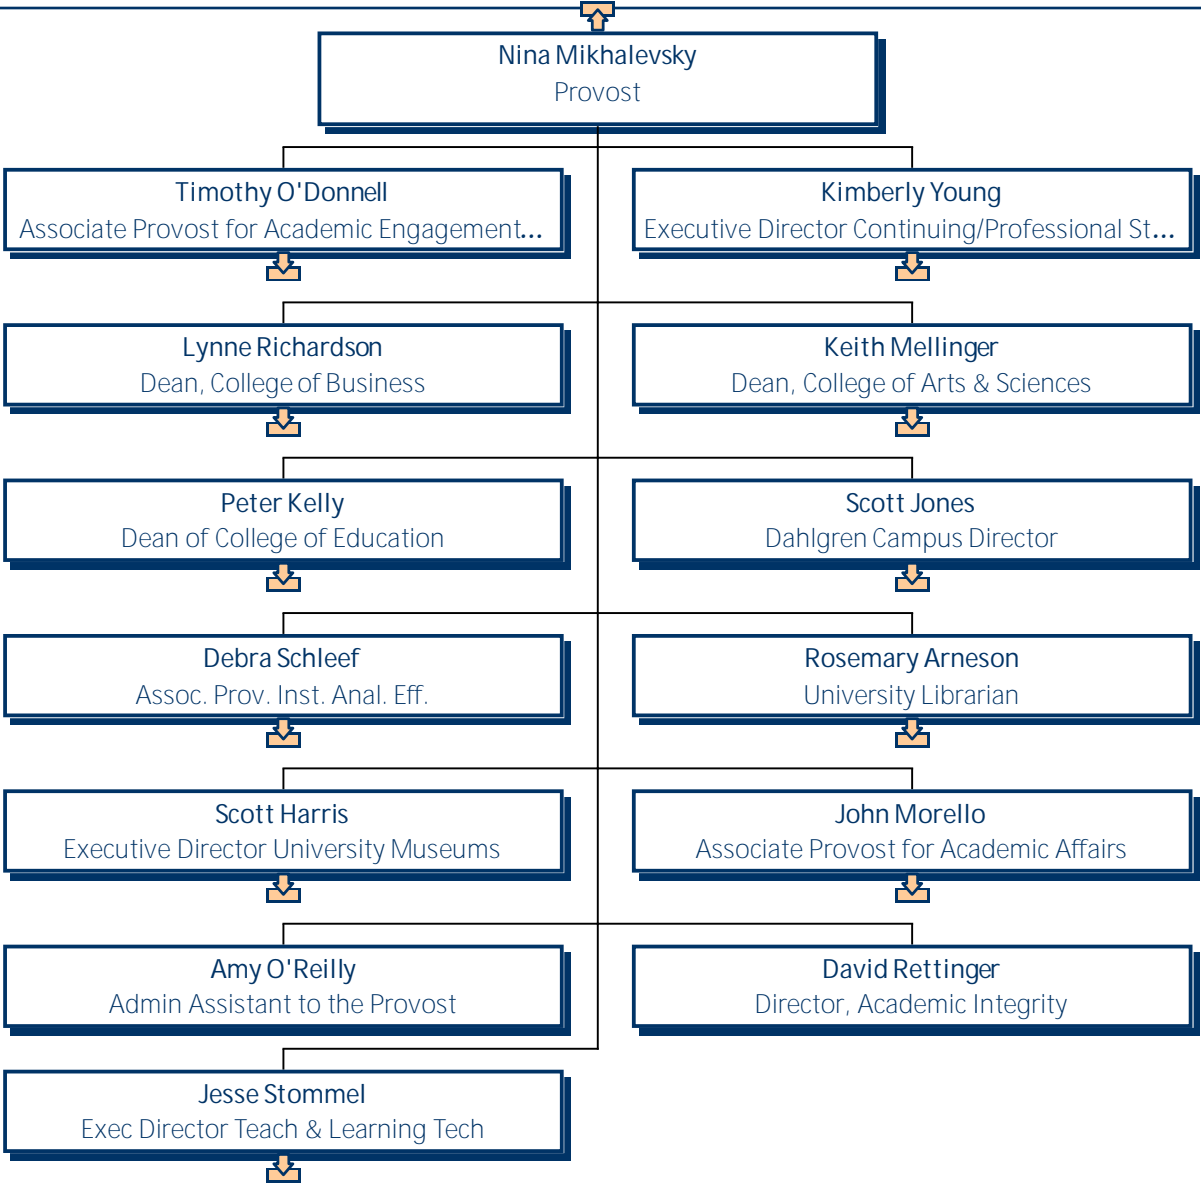 Nina Mikhalevsky
Provost
Timothy O'Donnell
Associate Provost for Academic Engagement...
Kimberly Young
Executive Director Continuing/Professional St...
Lynne Richardson
Dean, College of Business
Keith Mellinger
Dean, College of Arts & Sciences
Peter Kelly
Dean of College of Education
Scott Jones
Dahlgren Campus Director
Debra Schleef
Assoc. Prov. Inst. Anal. Eff.
Rosemary Arneson
University Librarian
Scott Harris
Executive Director University Museums
John Morello
Associate Provost for Academic Affairs
Amy O'Reilly
Admin Assistant to the Provost
David Rettinger
Director, Academic Integrity
Jesse Stommel
Exec Director Teach & Learning Tech